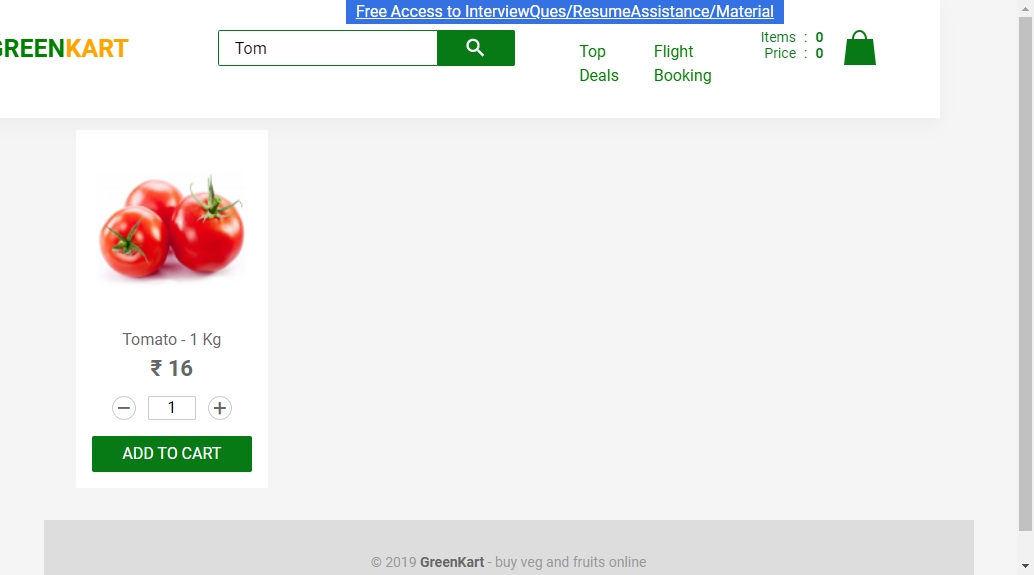 Free Access to InterviewQues/ResumeAssistance/Material
GREENKART
Tom
Top
Deals
Flight
Booking
Items : 0
Price : 0
Tomato - 1 Kg
₹ 16
1
ADD TO CART
© 2019 GreenKart - buy veg and fruits online